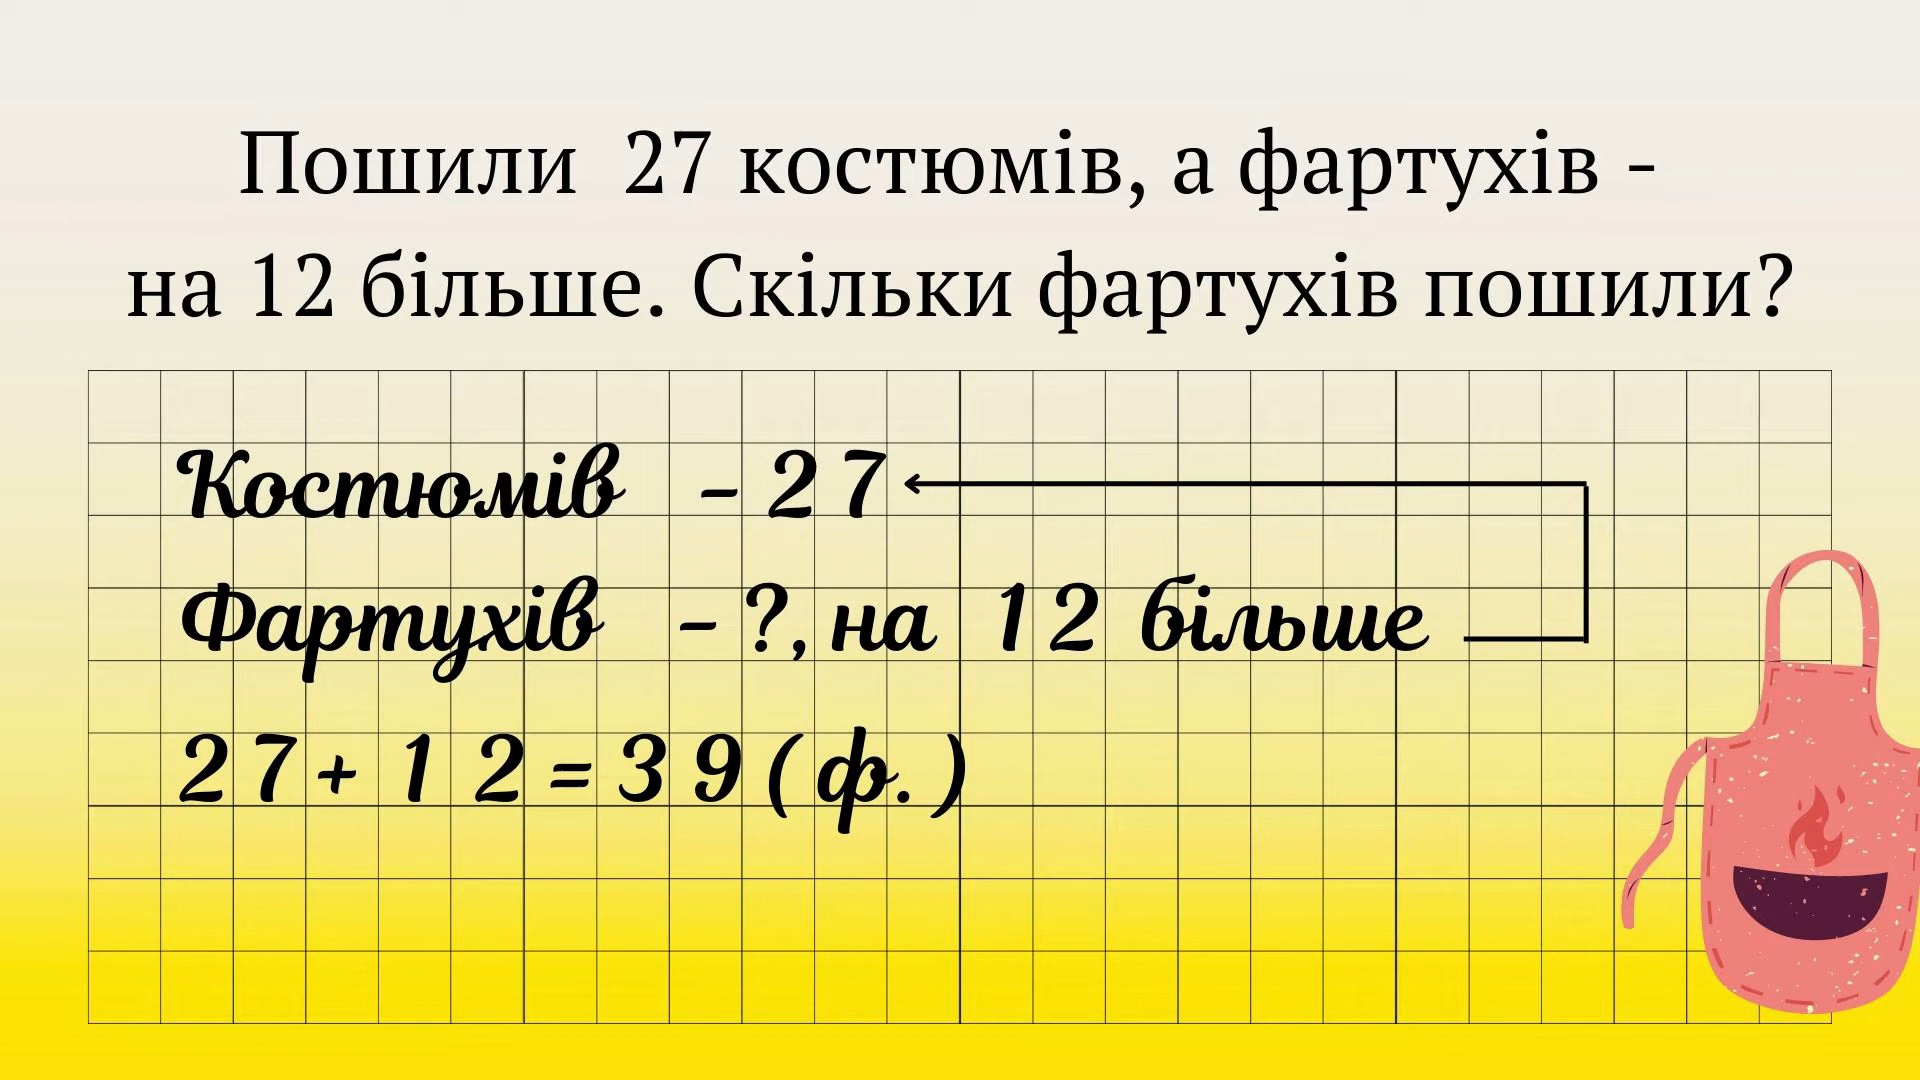 Пошили 27 костюмів, а фартухів -
на 12 більше. Скільки фартухів пошили?
Костюмів - 27
Фартухів - ?, на 12 більше
27 + 12 = 39 (ф.)